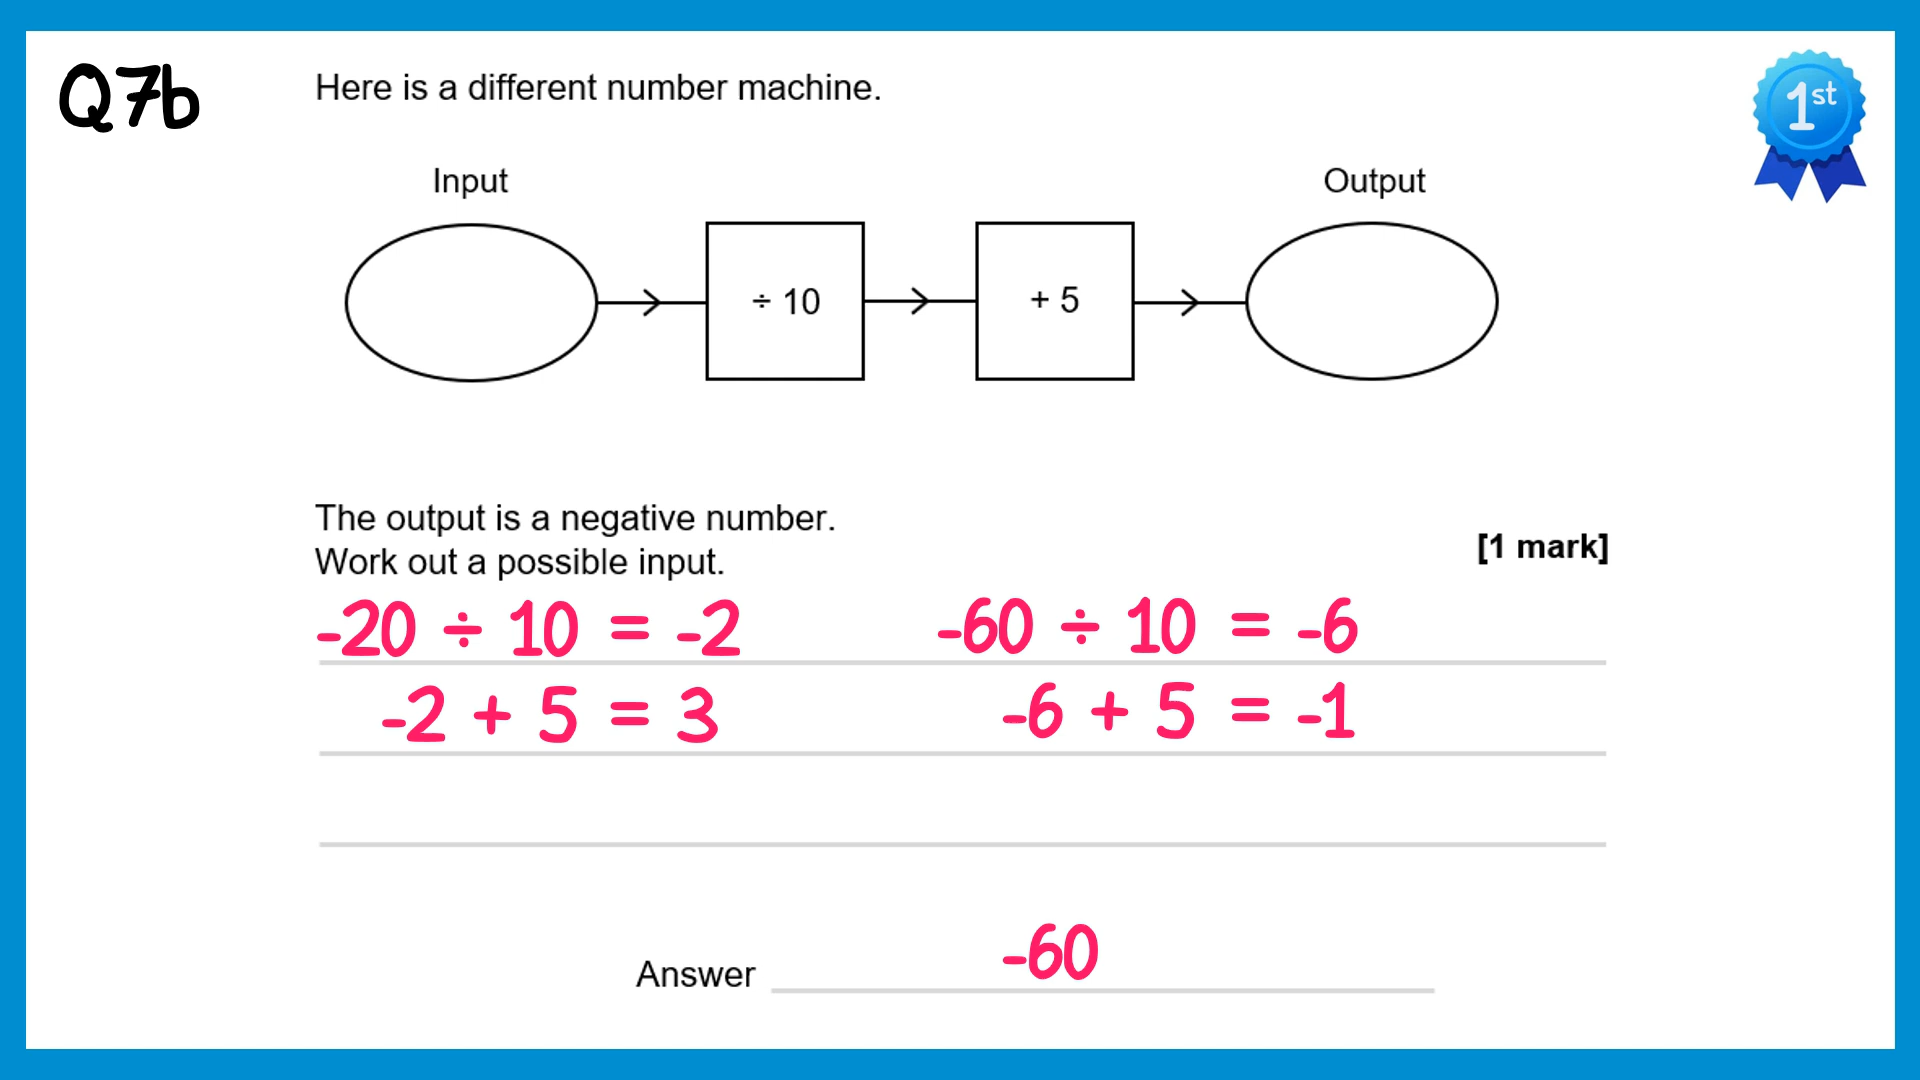 Q7b
Here is a different number machine.
1st
Input
Output
÷ 10
+ 5
The output is a negative number.
[1 mark]
Work out a possible input.
-20 ÷ 10 = -2
-60 ÷ 10 = -6
-2 + 5 = 3
-6 + 5 = -1
-60
Answer